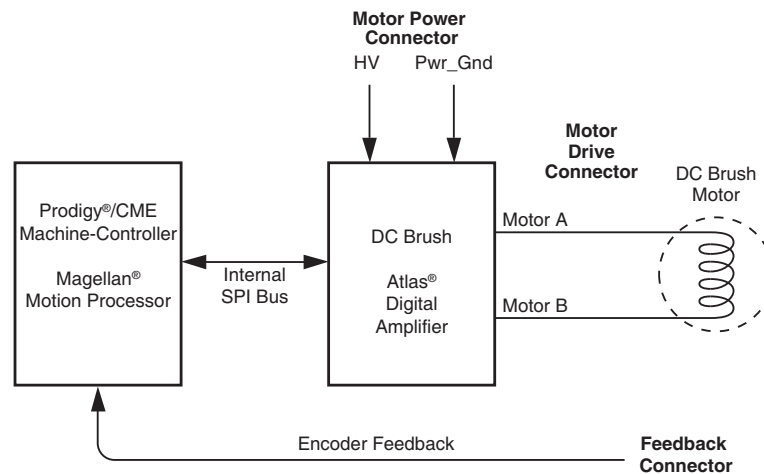 Motor Power
Connector
HV
Pwr_Gnd
Motor
Drive
Connector
DC Brush
Motor
Prodigy®/CME
Machine-Controller
Magellan®
Motion Processor
Internal
SPI Bus
DC Brush
Atlas®
Digital
Amplifier
Motor A
Motor B
Encoder Feedback
Feedback
Connector